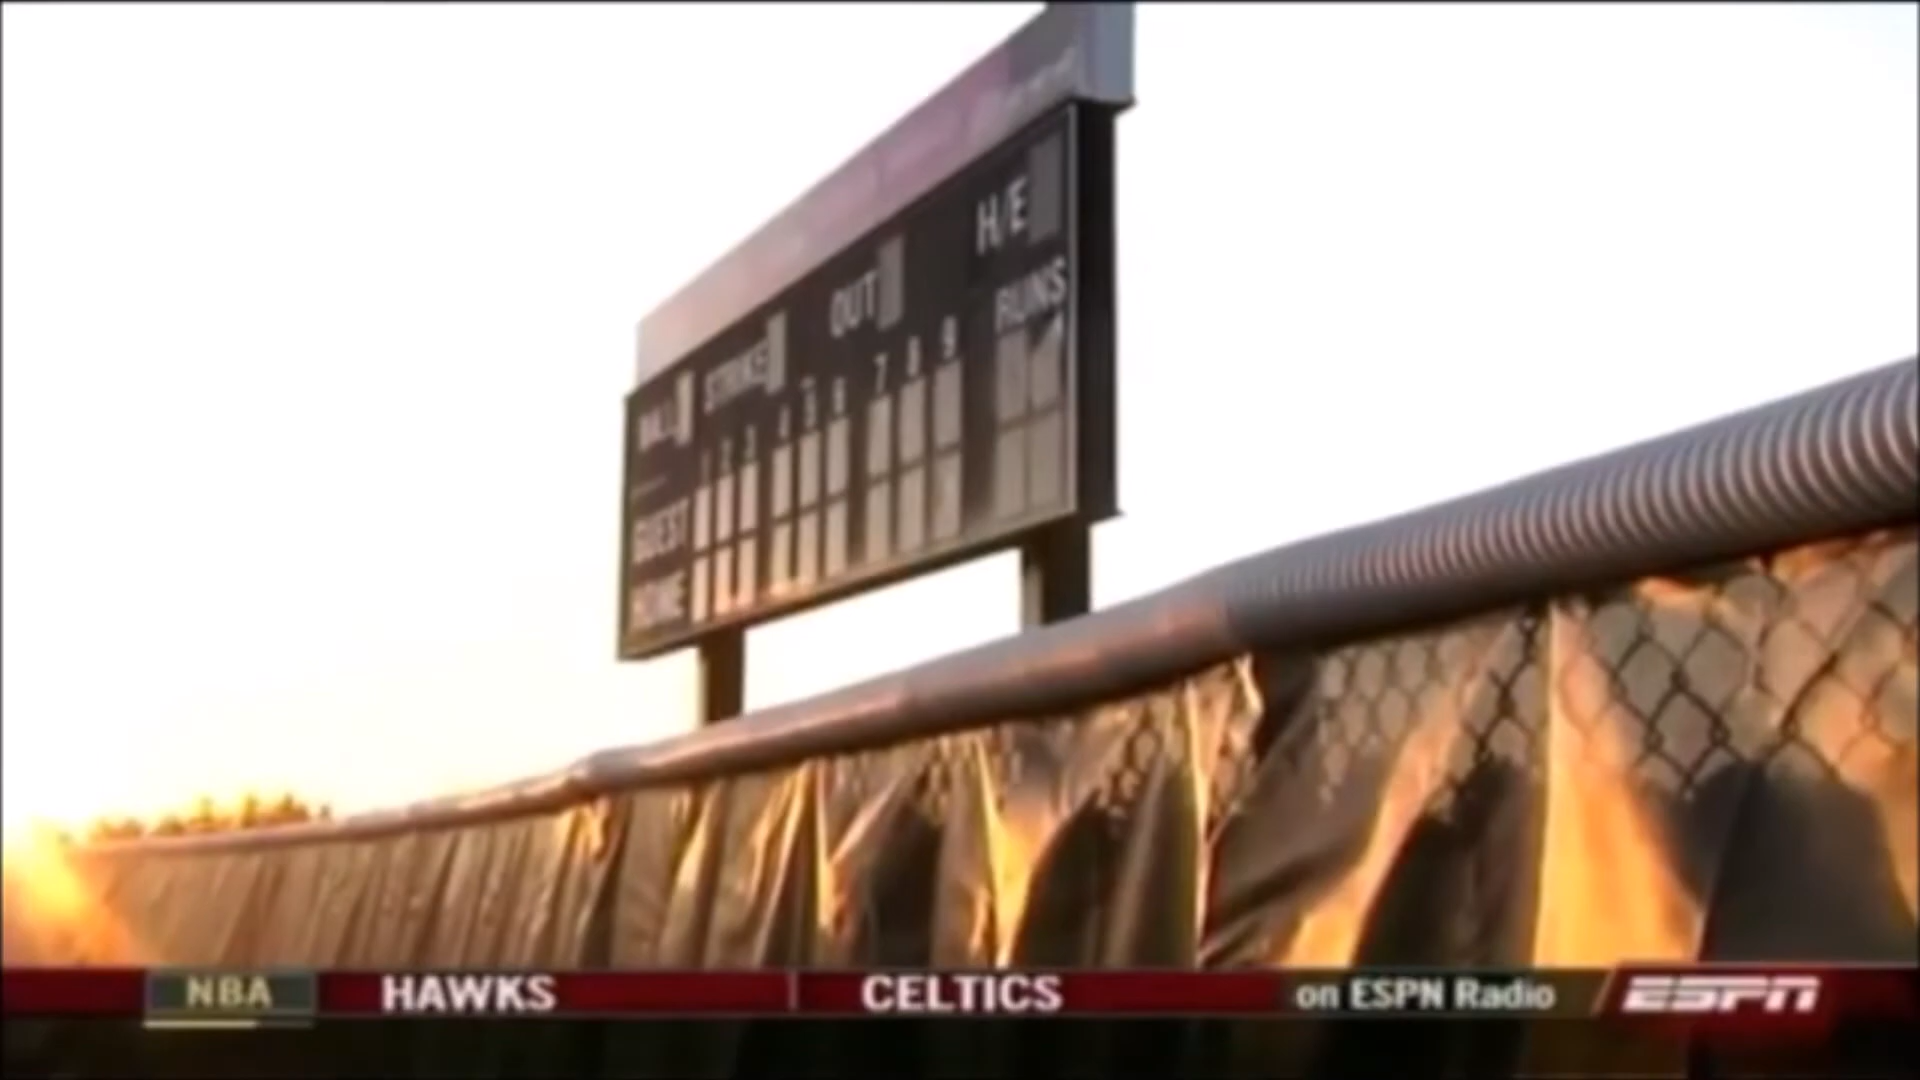 H/E
OUT
RUNS
STRIKE
BALL
1 2 3 4 5 6 7 8 9
GUEST
HOME
NBA HAWKS CELTICS on ESPN Radio ESPN